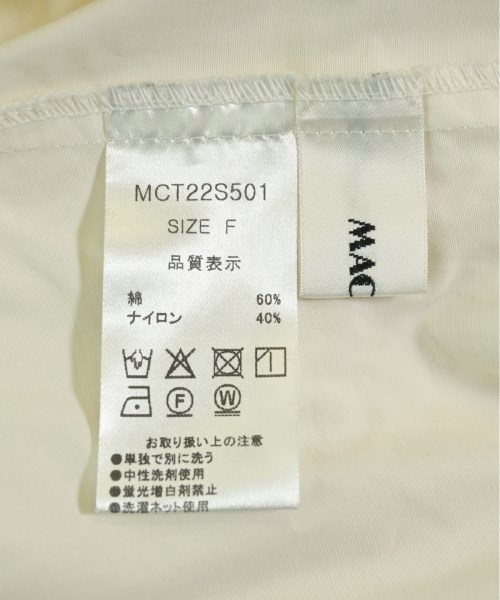 MCT22S501
SIZE F
品質表示
綿 60%
ナイロン 40%
F W
お取り扱い上の注意
●単独で別に洗う
●中性洗剤使用
●蛍光増白剤禁止
●洗濯ネット使用
MAC